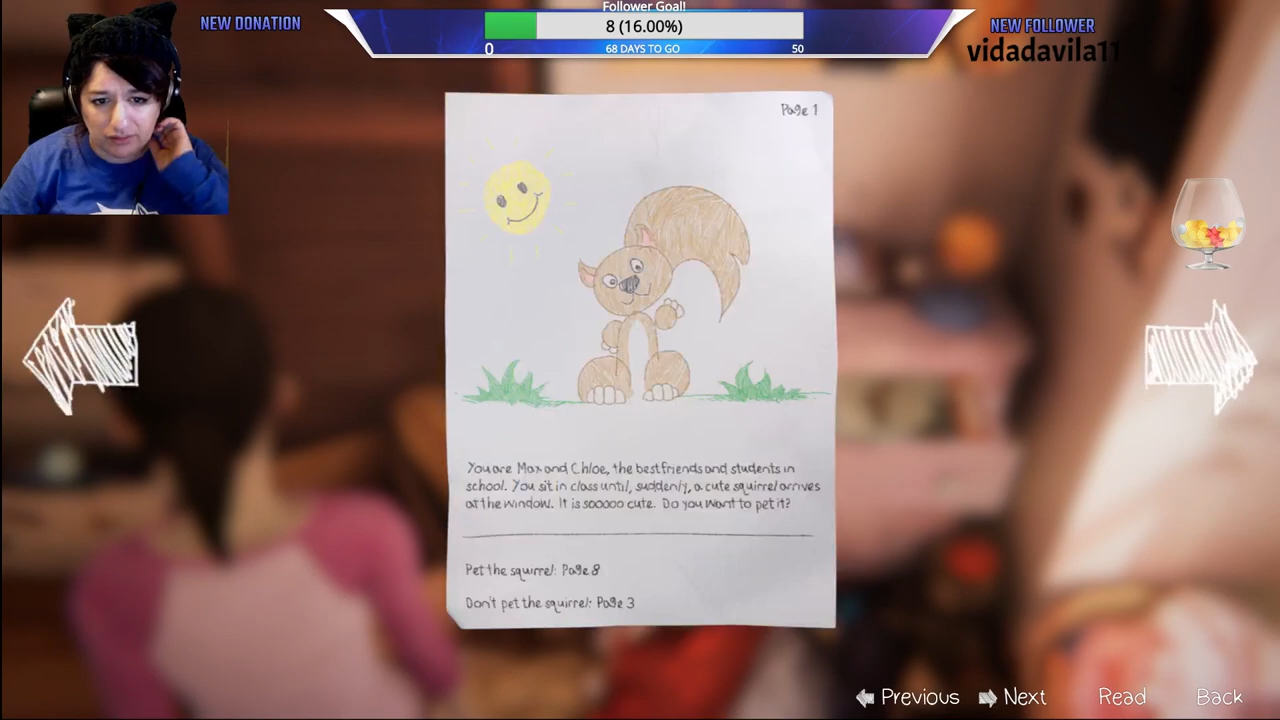 Follower Goal!
NEW DONATION
8 (16.00%)
NEW FOLLOWER
vidadavila11
0
68 DAYS TO GO
50
Page 1
You are Max and Chloe, the best friends and students in
school. You sit in class until, suddenly, a cute squirrel arrives
at the window. It is sooooo cute. Do you want to pet it?
Pet the squirrel: Page 8
Don't pet the squirrel: Page 3
Previous
Next
Read
Back